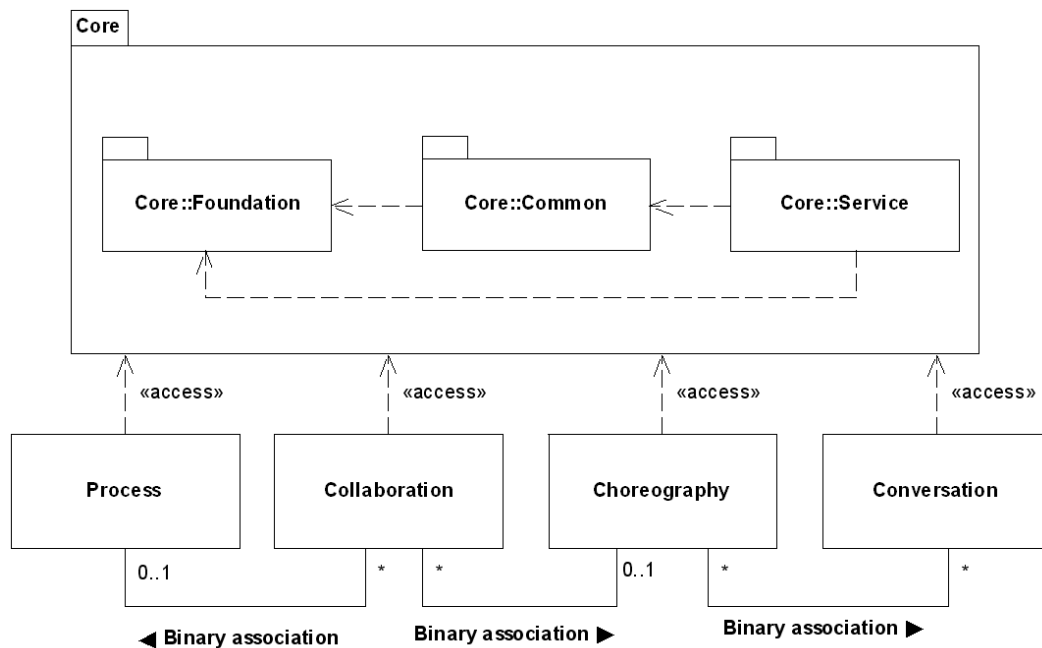 Core
Core::Foundation
Core::Common
Core::Service
«access»
«access»
«access»
«access»
Process
Collaboration
Choreography
Conversation
0..1
*
*
0..1
*
*
◀ Binary association
Binary association ▶
Binary association ▶